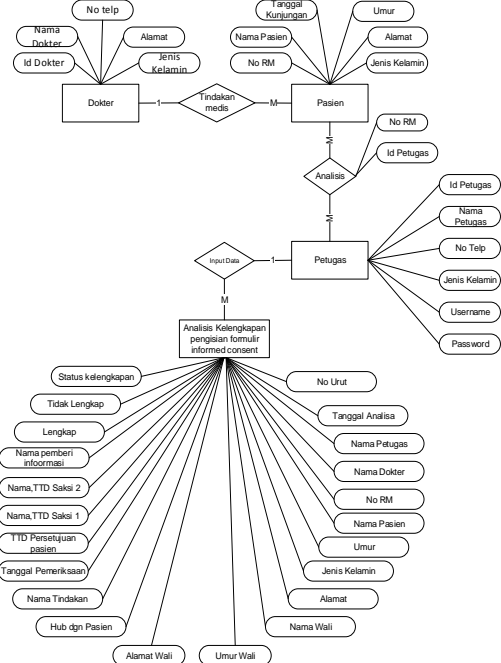 No telp
Nama
Dokter
Alamat
Id Dokter
Jenis
Kelamin
Tanggal
Kunjungan
Umur
Nama Pasien
Alamat
No RM
Jenis Kelamin
Dokter
1
Tindakan
medis
M
Pasien
No RM
M
Id Petugas
Analisis
M
Id Petugas
Nama
Petugas
No Telp
Input Data
1
Petugas
Jenis Kelamin
M
Username
Password
Analisis Kelengkapan
pengisian formulir
informed consent
Status kelengkapan
No Urut
Tidak Lengkap
Tanggal Analisa
Lengkap
Nama Petugas
Nama pemberi
infoormasi
Nama Dokter
Nama,TTD Saksi 2
No RM
Nama,TTD Saksi 1
Nama Pasien
TTD Persetujuan
pasien
Umur
Tanggal Pemeriksaan
Jenis Kelamin
Nama Tindakan
Alamat
Hub dgn Pasien
Nama Wali
Alamat Wali
Umur Wali